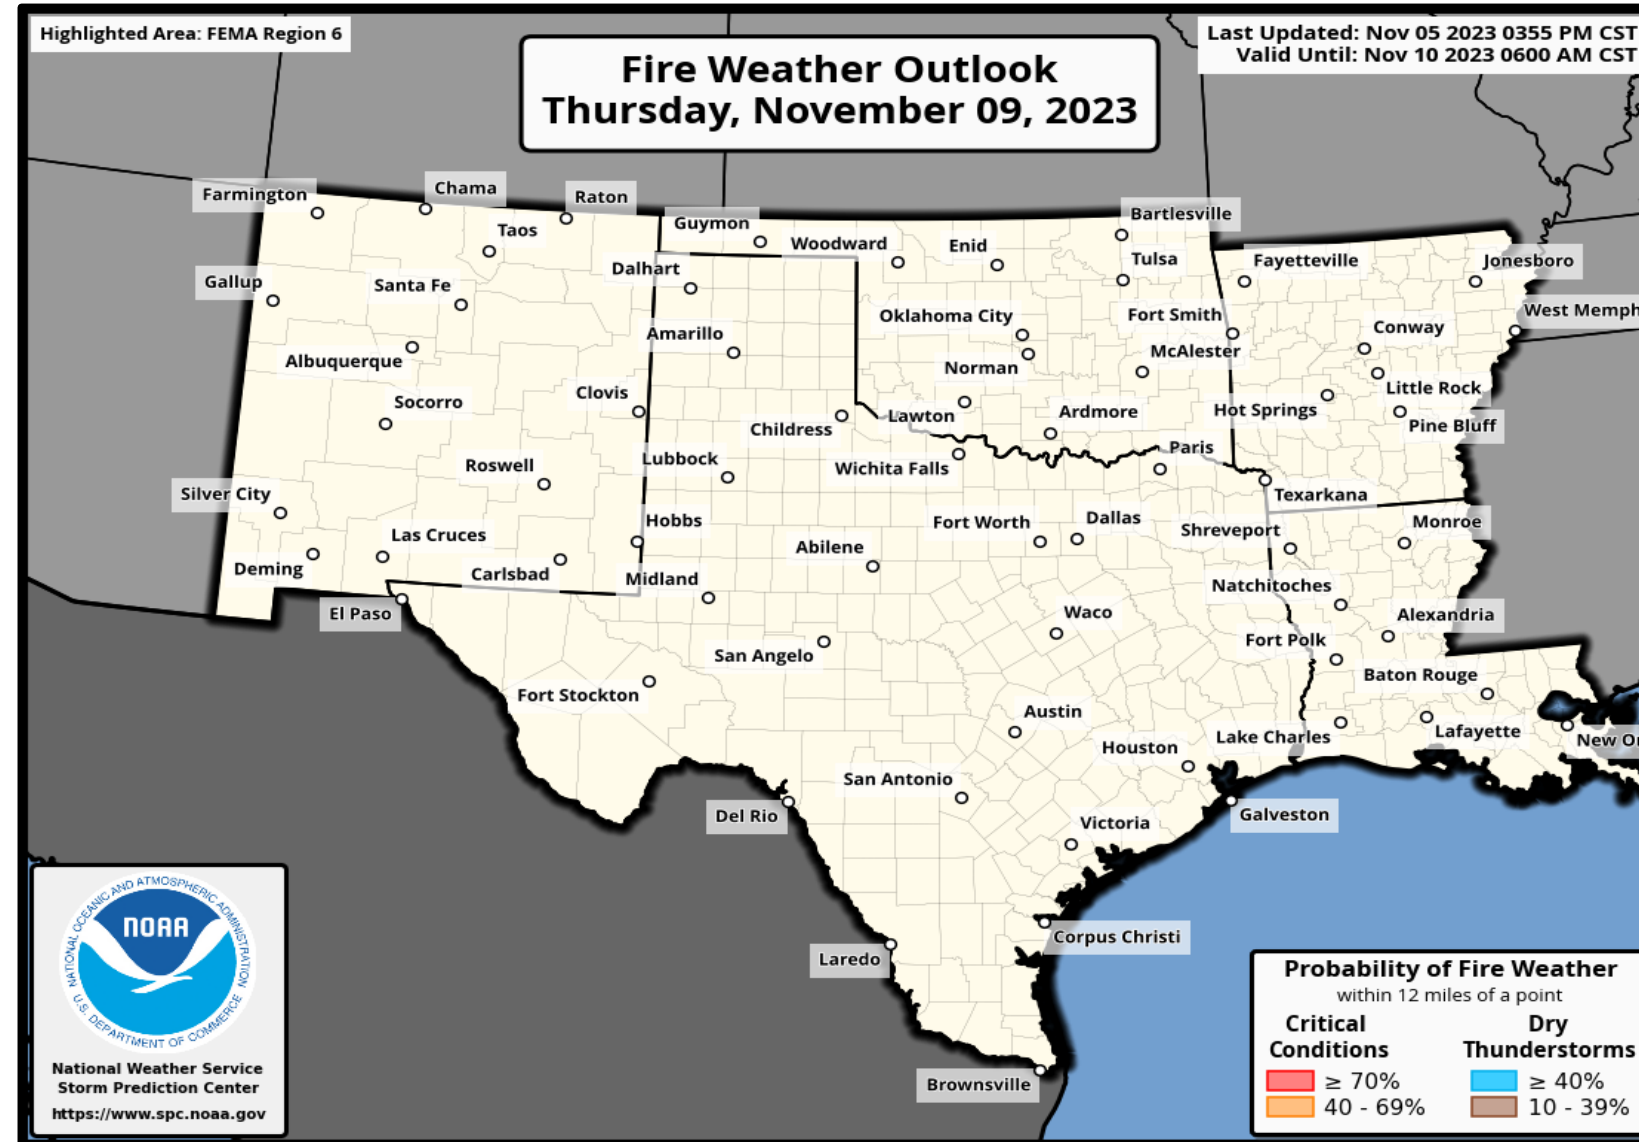 Highlighted Area: FEMA Region 6
Fire Weather Outlook
Thursday, November 09, 2023
Last Updated: Nov 05 2023 0355 PM CST
Valid Until: Nov 10 2023 0600 AM CST
Farmington
Chama
Raton
Taos
Guymon
Woodward
Enid
Bartlesville
Tulsa
Fayetteville
Jonesboro
Gallup
Santa Fe
Dalhart
Oklahoma City
Fort Smith
West Memph
Albuquerque
Amarillo
Norman
McAlester
Conway
Socorro
Clovis
Childress
Lawton
Ardmore
Hot Springs
Little Rock
Pine Bluff
Roswell
Lubbock
Wichita Falls
Paris
Silver City
Texarkana
Las Cruces
Hobbs
Abilene
Fort Worth
Dallas
Shreveport
Monroe
Deming
Carlsbad
Midland
Natchitoches
El Paso
Waco
Alexandria
San Angelo
Fort Polk
Fort Stockton
Baton Rouge
Austin
Houston
Lake Charles
Lafayette
New Or
San Antonio
Del Rio
Victoria
Galveston
Corpus Christi
Laredo
Brownsville
NATIONAL OCEANIC AND ATMOSPHERIC ADMINISTRATION
NOAA
U.S. DEPARTMENT OF COMMERCE
National Weather Service
Storm Prediction Center
https://www.spc.noaa.gov
Probability of Fire Weather
within 12 miles of a point
Critical
Conditions
≥ 70%
40 - 69%
Dry
Thunderstorms
≥ 40%
10 - 39%